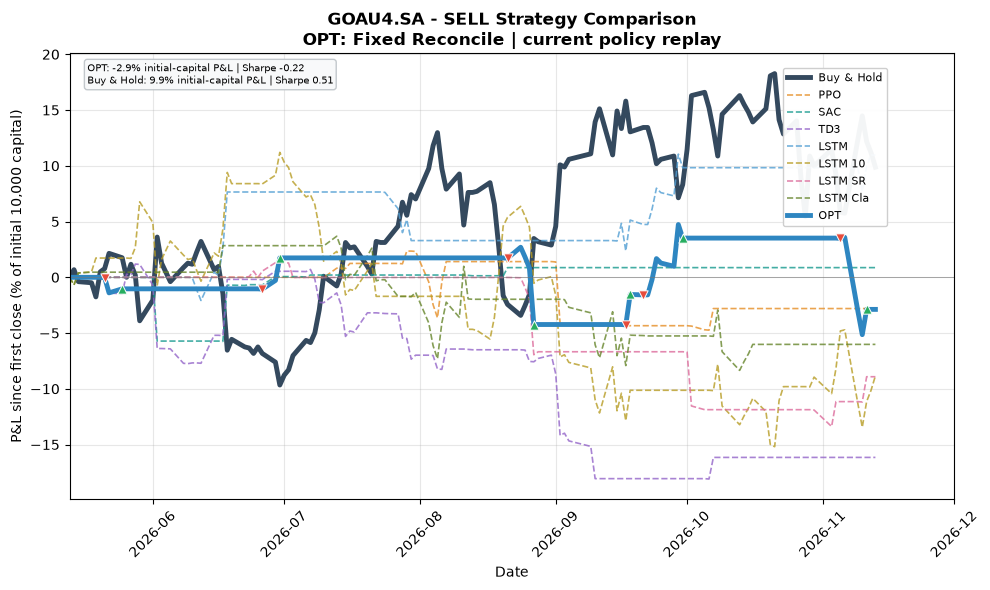 GOAU4.SA - SELL Strategy Comparison
OPT: Fixed Reconcile | current policy replay
OPT: -2.9% initial-capital P&L | Sharpe -0.22
Buy & Hold: 9.9% initial-capital P&L | Sharpe 0.51
Buy & Hold
PPO
SAC
TD3
LSTM
LSTM 10
LSTM SR
LSTM Cla
OPT
P&L since first close (% of initial 10,000 capital)
20
15
10
5
0
−5
−10
−15
2026-06
2026-07
2026-08
2026-09
2026-10
2026-11
2026-12
Date